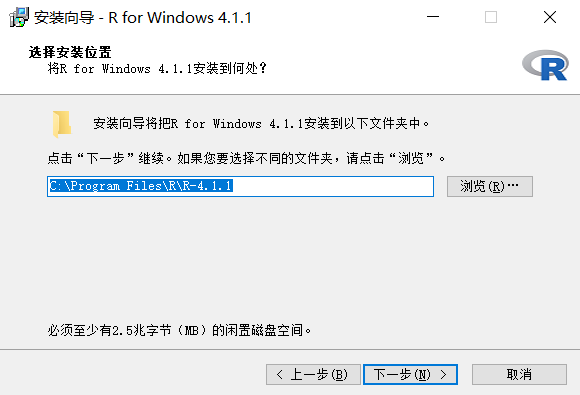 安装向导 - R for Windows 4.1.1
选择安装位置
将R for Windows 4.1.1安装到何处？
R
安装向导将把R for Windows 4.1.1安装到以下文件夹中。
点击“下一步”继续。如果您要选择不同的文件夹，请点击“浏览”。
C:\Program Files\R\R-4.1.1
浏览(R)…
必须至少有2.5兆字节（MB）的闲置磁盘空间。
< 上一步(B)
下一步(N) >
取消